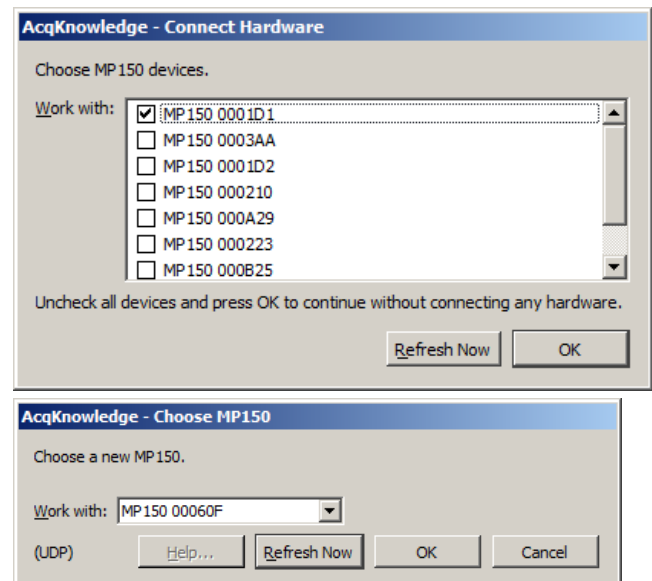 AcqKnowledge - Connect Hardware
Choose MP150 devices.
Work with:
MP150 0001D1
MP150 0003AA
MP150 0001D2
MP150 000210
MP150 000A29
MP150 000223
MP150 000B25
Uncheck all devices and press OK to continue without connecting any hardware.
Refresh Now OK
AcqKnowledge - Choose MP150
Choose a new MP150.
Work with: MP150 00060F
(UDP) Help... Refresh Now OK Cancel